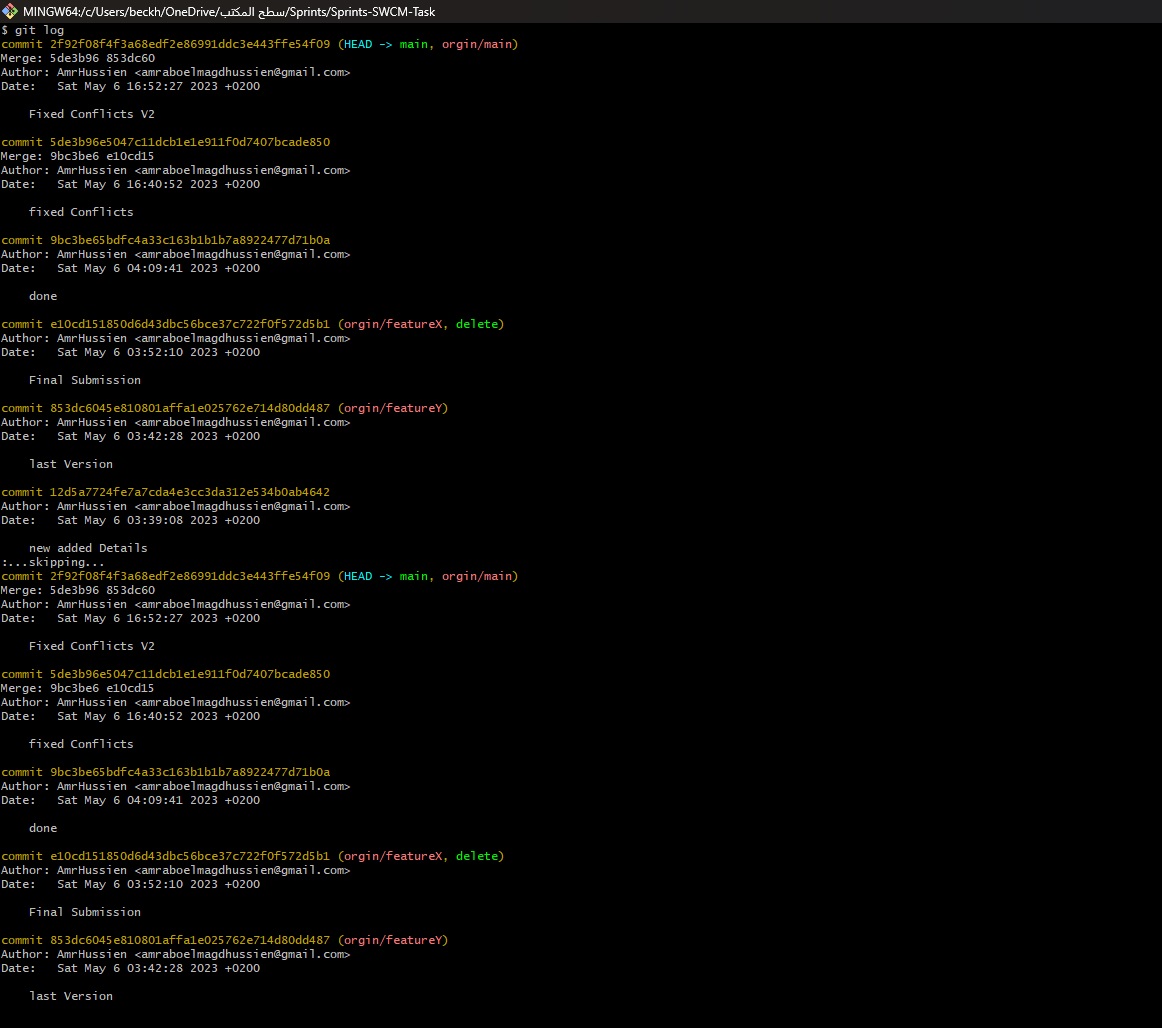 MINGW64:/c/Users/beckh/OneDrive/سطح المكتب/Sprints/Sprints-SWCM-Task
$ git log
commit 2f92f08f4f3a68edf2e86991ddc3e443ffe54f09 (HEAD -> main, orgin/main)
Merge: 5de3b96 853dc60
Author: AmrHussien <amraboelmagdhussien@gmail.com>
Date:   Sat May 6 16:52:27 2023 +0200
    Fixed Conflicts V2
commit 5de3b96e5047c11dcb1e1e911f0d7407bcade850
Merge: 9bc3be6 e10cd15
Author: AmrHussien <amraboelmagdhussien@gmail.com>
Date:   Sat May 6 16:40:52 2023 +0200
    fixed Conflicts
commit 9bc3be65bdfc4a33c163b1b1b7a8922477d71b0a
Author: AmrHussien <amraboelmagdhussien@gmail.com>
Date:   Sat May 6 04:09:41 2023 +0200
    done
commit e10cd151850d6d43dbc56bce37c722f0f572d5b1 (orgin/featureX, delete)
Author: AmrHussien <amraboelmagdhussien@gmail.com>
Date:   Sat May 6 03:52:10 2023 +0200
    Final Submission
commit 853dc6045e810801affa1e025762e714d80dd487 (orgin/featureY)
Author: AmrHussien <amraboelmagdhussien@gmail.com>
Date:   Sat May 6 03:42:28 2023 +0200
    last Version
commit 12d5a7724fe7a7cda4e3cc3da312e534b0ab4642
Author: AmrHussien <amraboelmagdhussien@gmail.com>
Date:   Sat May 6 03:39:08 2023 +0200
    new added Details
:...skipping...
commit 2f92f08f4f3a68edf2e86991ddc3e443ffe54f09 (HEAD -> main, orgin/main)
Merge: 5de3b96 853dc60
Author: AmrHussien <amraboelmagdhussien@gmail.com>
Date:   Sat May 6 16:52:27 2023 +0200
    Fixed Conflicts V2
commit 5de3b96e5047c11dcb1e1e911f0d7407bcade850
Merge: 9bc3be6 e10cd15
Author: AmrHussien <amraboelmagdhussien@gmail.com>
Date:   Sat May 6 16:40:52 2023 +0200
    fixed Conflicts
commit 9bc3be65bdfc4a33c163b1b1b7a8922477d71b0a
Author: AmrHussien <amraboelmagdhussien@gmail.com>
Date:   Sat May 6 04:09:41 2023 +0200
    done
commit e10cd151850d6d43dbc56bce37c722f0f572d5b1 (orgin/featureX, delete)
Author: AmrHussien <amraboelmagdhussien@gmail.com>
Date:   Sat May 6 03:52:10 2023 +0200
    Final Submission
commit 853dc6045e810801affa1e025762e714d80dd487 (orgin/featureY)
Author: AmrHussien <amraboelmagdhussien@gmail.com>
Date:   Sat May 6 03:42:28 2023 +0200
    last Version